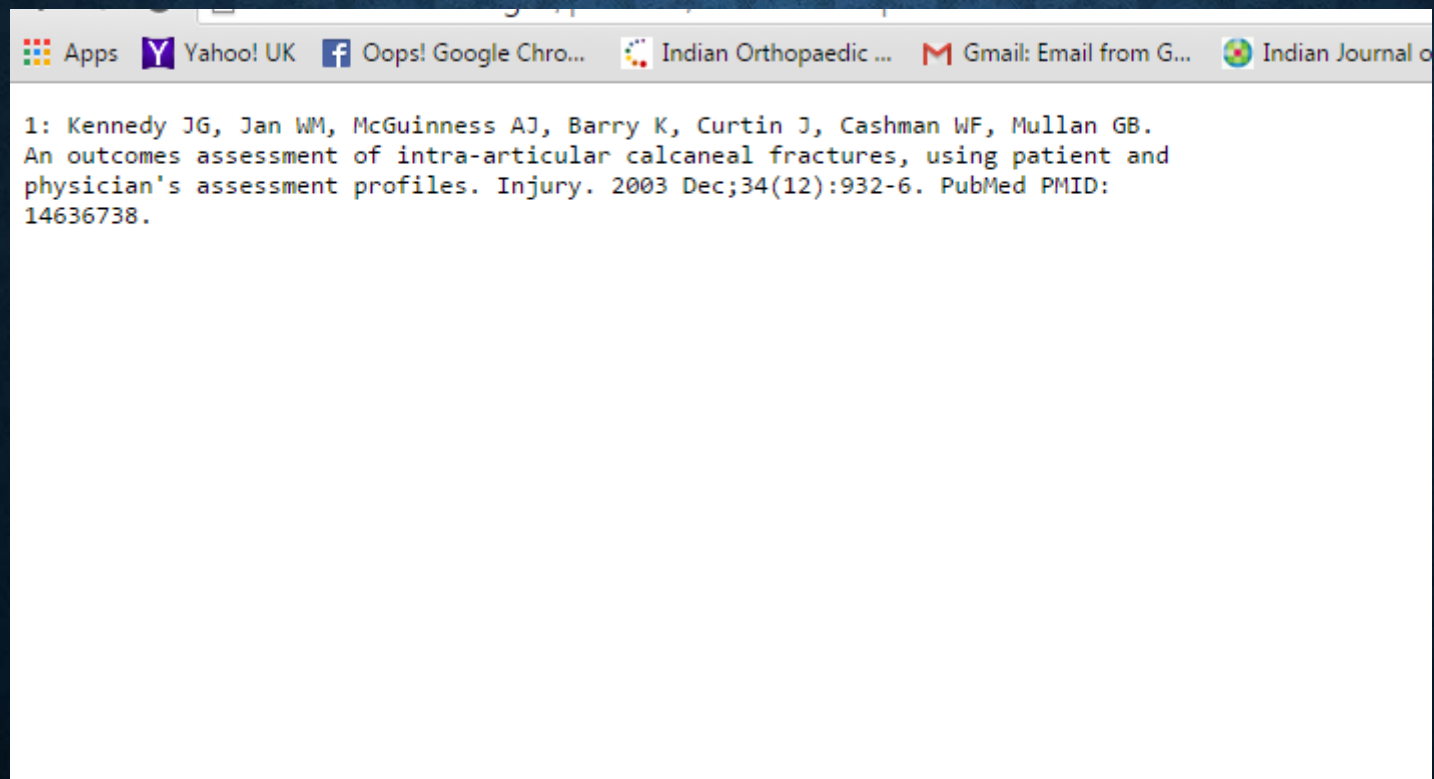 Apps Yahoo! UK Oops! Google Chro... Indian Orthopaedic ... Gmail: Email from G... Indian Journal o
1: Kennedy JG, Jan WM, McGuinness AJ, Barry K, Curtin J, Cashman WF, Mullan GB.
An outcomes assessment of intra-articular calcaneal fractures, using patient and
physician's assessment profiles. Injury. 2003 Dec;34(12):932-6. PubMed PMID:
14636738.